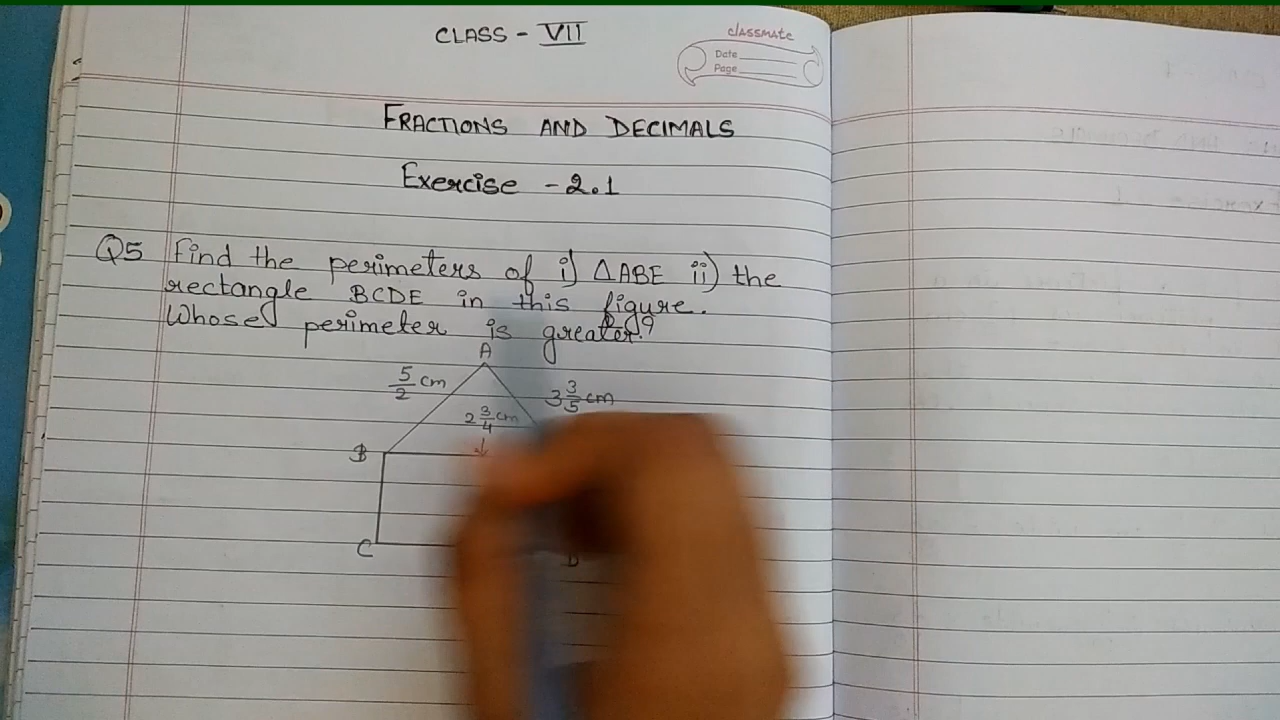 CLASS - VII
classmate
Date
Page
FRACTIONS AND DECIMALS
Exercise - 2.1
Q5 Find the perimeters of i) △ABE ii) the
rectangle BCDE in this figure.
Whose perimeter is greater?
A
5/2 cm
3 3/5 cm
2 3/4 cm
B
C
D